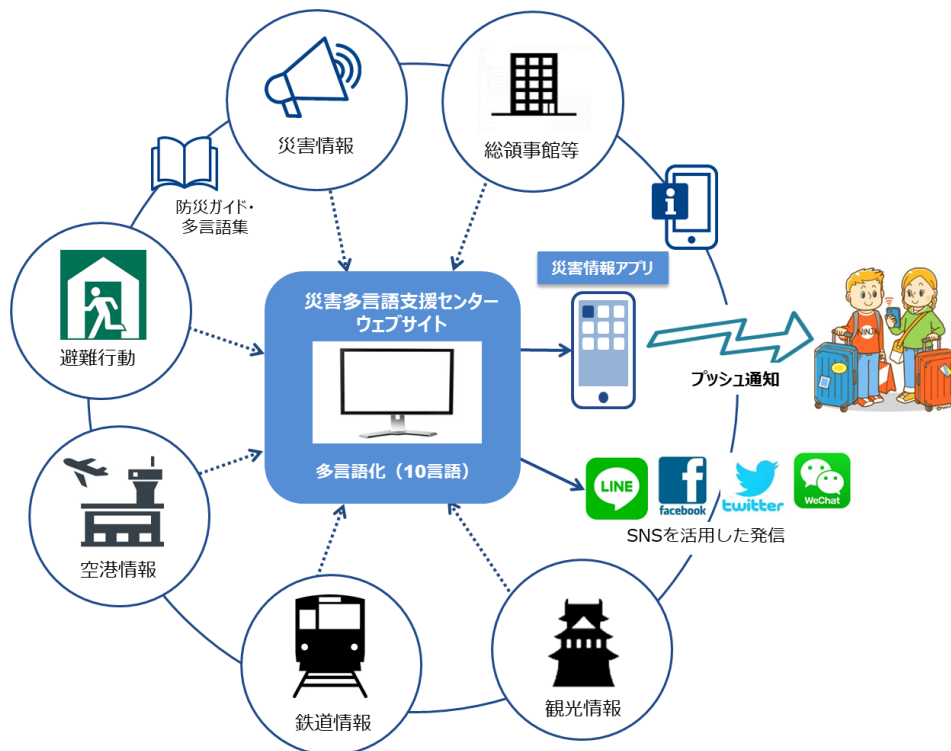 災害情報
総領事館等
防災ガイド・
多言語集
災害情報アプリ
災害多言語支援センター
ウェブサイト
避難行動
プッシュ通知
NINJA
多言語化（10言語）
LINE
facebook
twitter
WeChat
SNSを活用した発信
空港情報
鉄道情報
観光情報